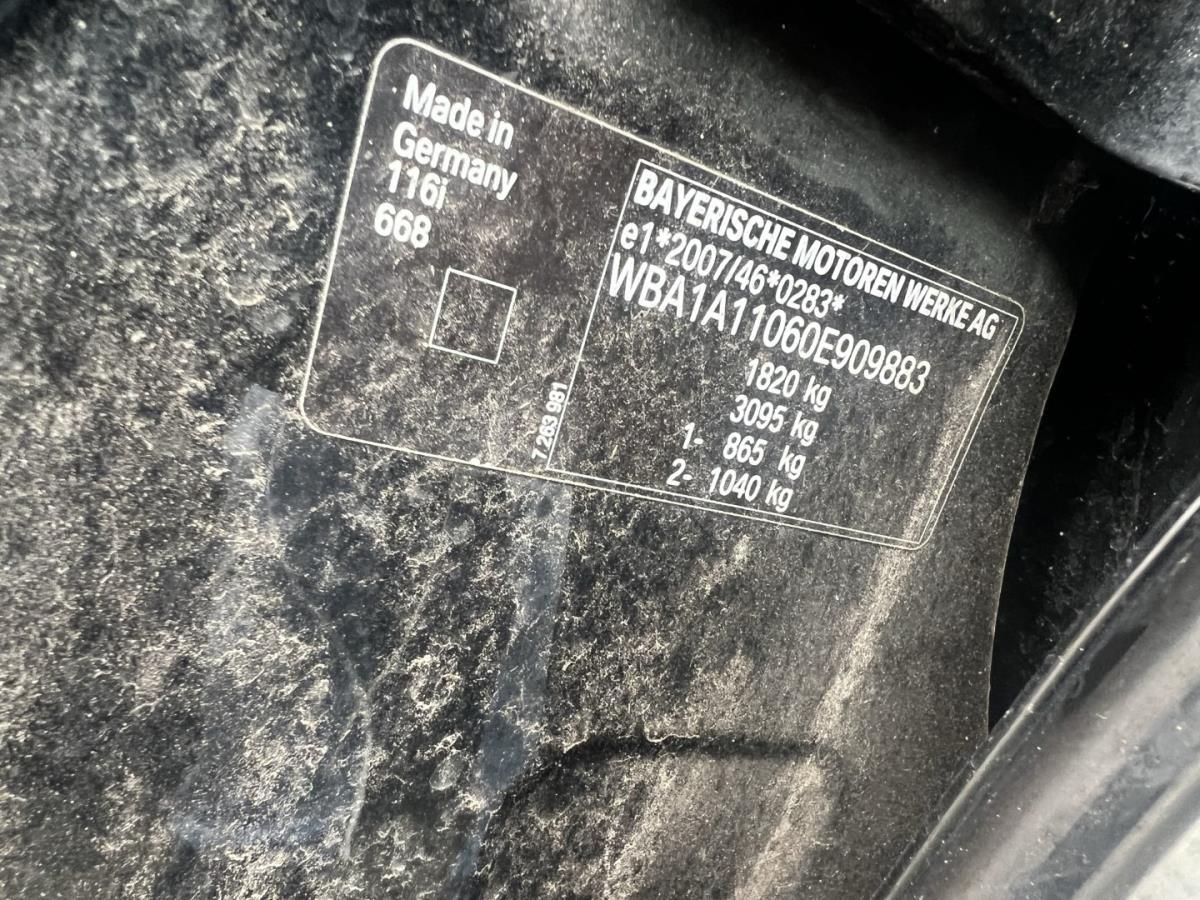 Made in
Germany
116i
668
7 263 981
BAYERISCHE MOTOREN WERKE AG
e1*2007/46*0283*
WBA1A11060E909883
1820 kg
3095 kg
1- 865 kg
2- 1040 kg